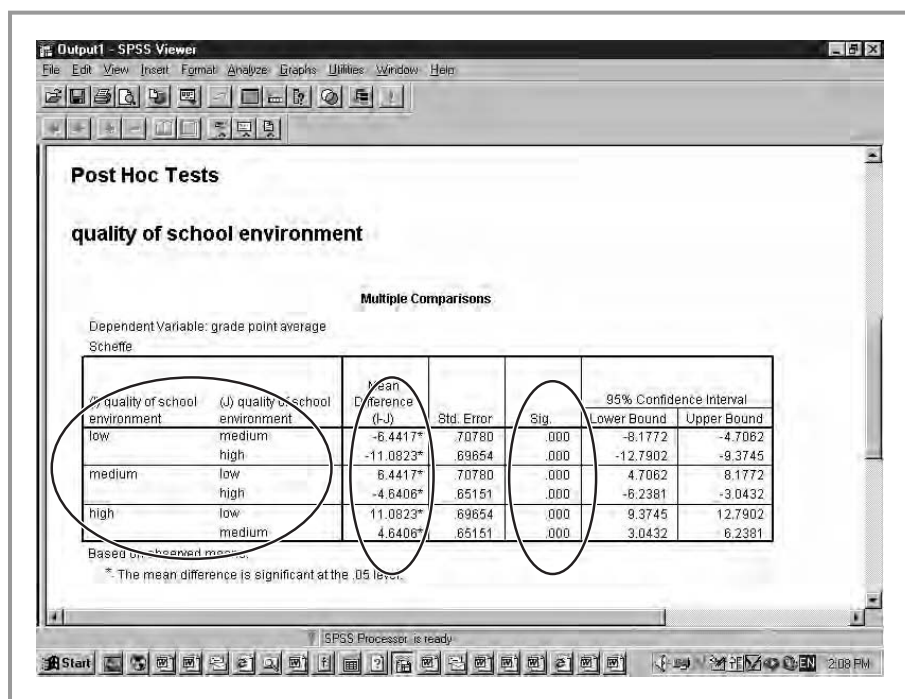 Output1 - SPSS Viewer
File Edit View Insert Format Analyze Graphs Utilities Window Help
Post Hoc Tests
quality of school environment
Multiple Comparisons
Dependent Variable: grade point average
Scheffe
(I) quality of school environment (J) quality of school environment Mean Difference (I-J) Std. Error Sig. 95% Confidence Interval
Lower Bound Upper Bound
low medium -6.4417* .70780 .000 -8.1772 -4.7062
high -11.0823* .69654 .000 -12.7902 -9.3745
medium low 6.4417* .70780 .000 4.7062 8.1772
high -4.6406* .65151 .000 -6.2381 -3.0432
high low 11.0823* .69654 .000 9.3745 12.7902
medium 4.6406* .65151 .000 3.0432 6.2381
Based on observed means.
*. The mean difference is significant at the .05 level.
SPSS Processor is ready
Start EN 2:08 PM